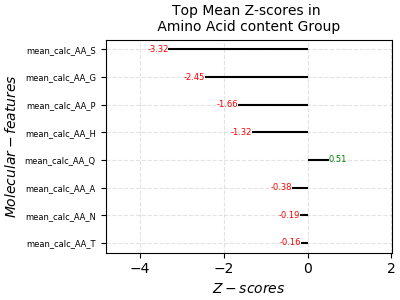 Top Mean Z-scores in
Amino Acid content Group
mean_calc_AA_S -3.32
mean_calc_AA_G -2.45
mean_calc_AA_P -1.66
mean_calc_AA_H -1.32
mean_calc_AA_Q 0.51
mean_calc_AA_A -0.38
mean_calc_AA_N -0.19
mean_calc_AA_T -0.16
Molecular − features
−4 −2 0 2
Z − scores